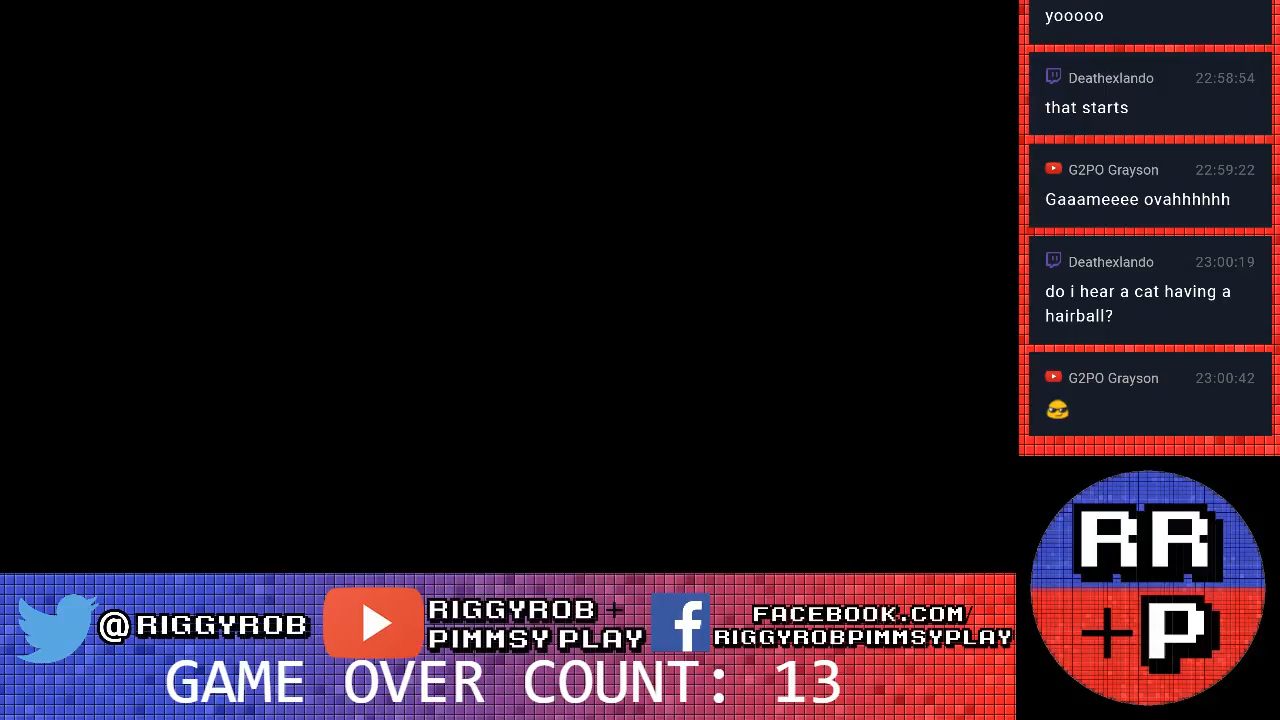 yooooo
Deathexlando 22:58:54
that starts
G2PO Grayson 22:59:22
Gaaameeee ovahhhhhh
Deathexlando 23:00:19
do i hear a cat having a
hairball?
G2PO Grayson 23:00:42
😎
@RIGGYROB
RIGGYROB +
PIMMSY PLAY
FACEBOOK.COM/
RIGGYROBPIMMSYPLAY
GAME OVER COUNT: 13
RR
+P